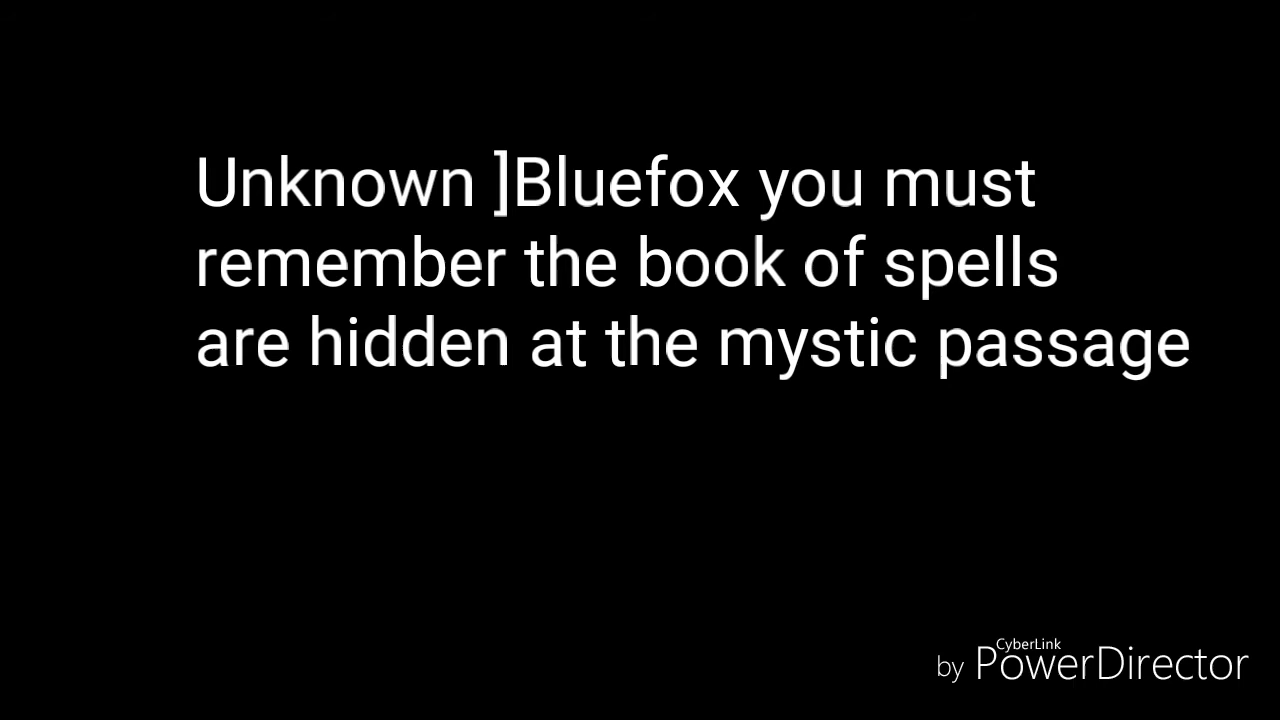 Unknown ]Bluefox you must
remember the book of spells
are hidden at the mystic passage
CyberLink
by PowerDirector